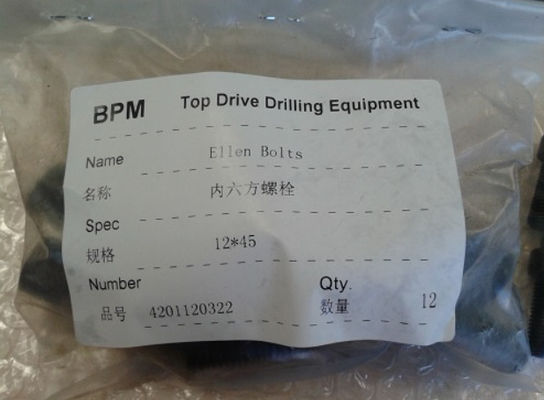 BPM Top Drive Drilling Equipment
Name Ellen Bolts
名称 内六方螺栓
Spec
规格 12*45
Number Qty.
品号 4201120322 数量 12